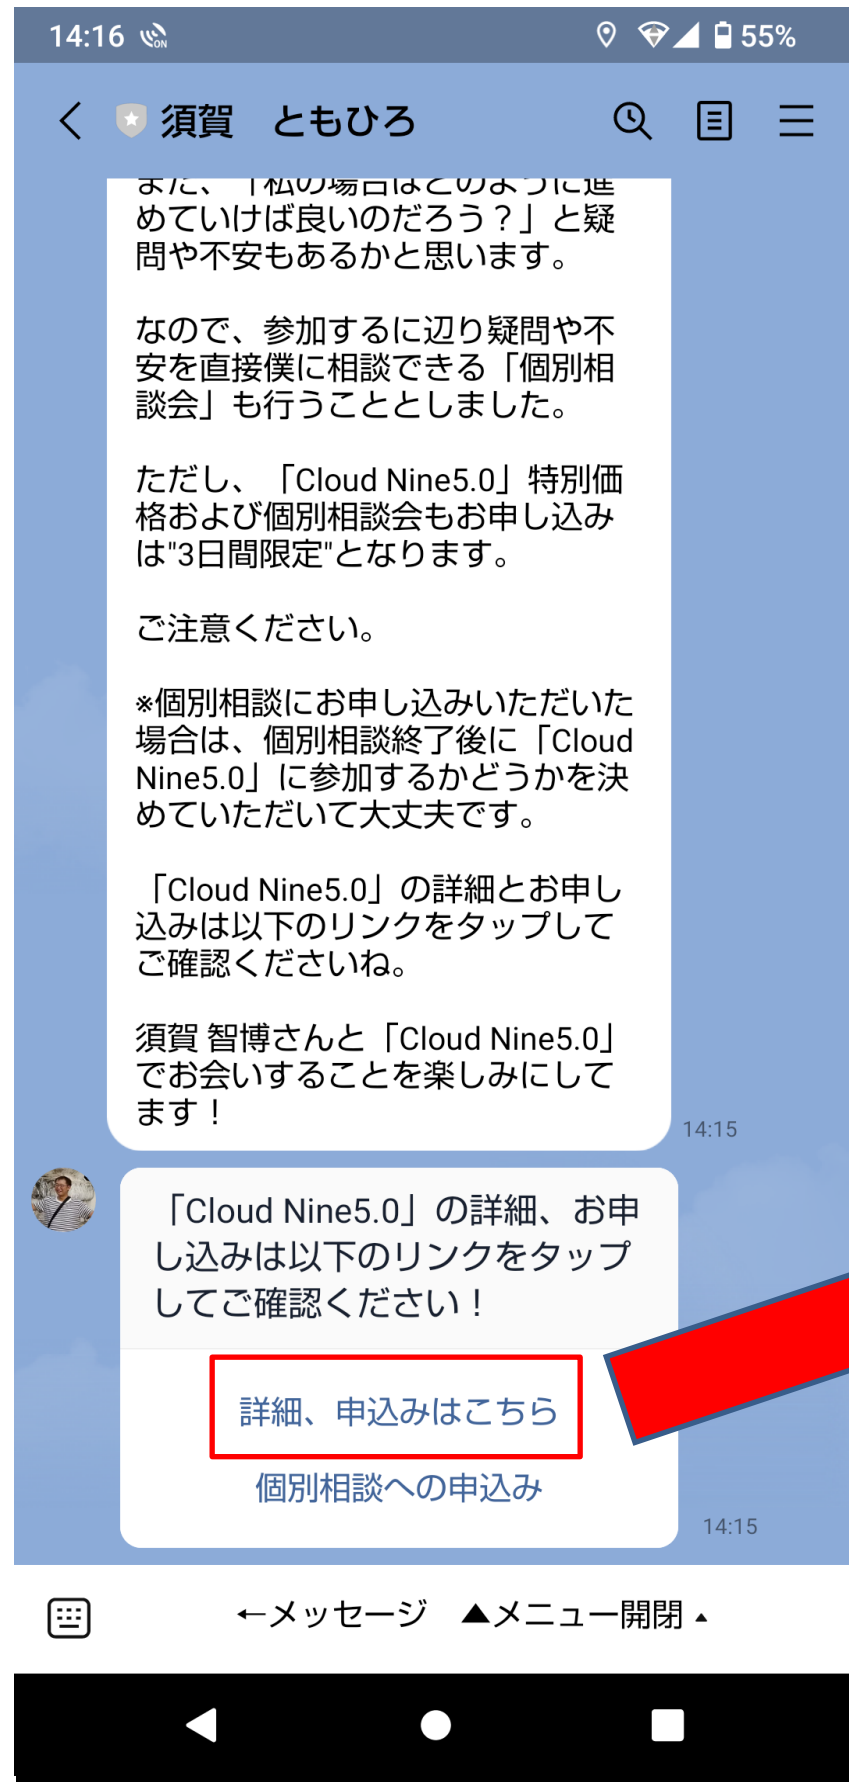 14:16 ON 55%
須賀　ともひろ
また、「私の場合はどのように進
めていけば良いのだろう？」と疑
問や不安もあるかと思います。
なので、参加するに辺り疑問や不
安を直接僕に相談できる「個別相
談会」も行うこととしました。
ただし、「Cloud Nine5.0」特別価
格および個別相談会もお申し込み
は"3日間限定"となります。
ご注意ください。
※個別相談にお申し込みいただいた
場合は、個別相談終了後に「Cloud
Nine5.0」に参加するかどうかを決
めていただいて大丈夫です。
「Cloud Nine5.0」の詳細とお申し
込みは以下のリンクをタップして
ご確認くださいね。
須賀 智博さんと「Cloud Nine5.0」
でお会いすることを楽しみにして
ます！
14:15
「Cloud Nine5.0」の詳細、お申
し込みは以下のリンクをタップ
してご確認ください！
詳細、申込みはこちら
個別相談への申込み
14:15
←メッセージ　▲メニュー開閉 ▲